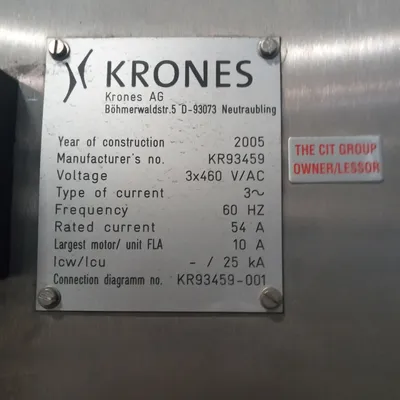 KRONES
Krones AG
Böhmerwaldstr.5 D-93073 Neutraubling
Year of construction 2005
Manufacturer's no. KR93459
Voltage 3x460 V/AC
Type of current 3~
Frequency 60 HZ
Rated current 54 A
Largest motor/ unit FLA 10 A
Icw/Icu - / 25 kA
Connection diagramm no. KR93459-001
THE CIT GROUP
OWNER/LESSOR